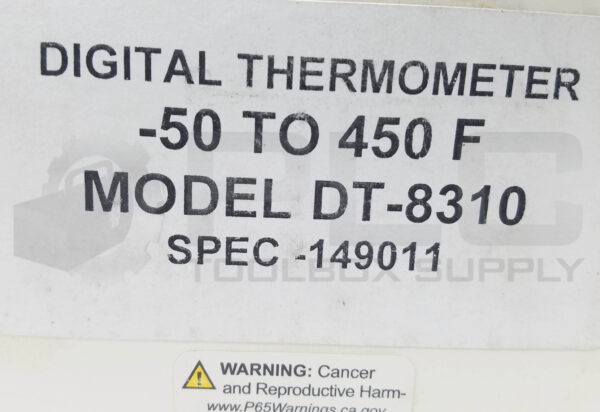 DIGITAL THERMOMETER
-50 TO 450 F
MODEL DT-8310
SPEC -149011
PLC
TOOLBOX SUPPLY
WARNING: Cancer
and Reproductive Harm-
www.P65Warnings.ca.gov